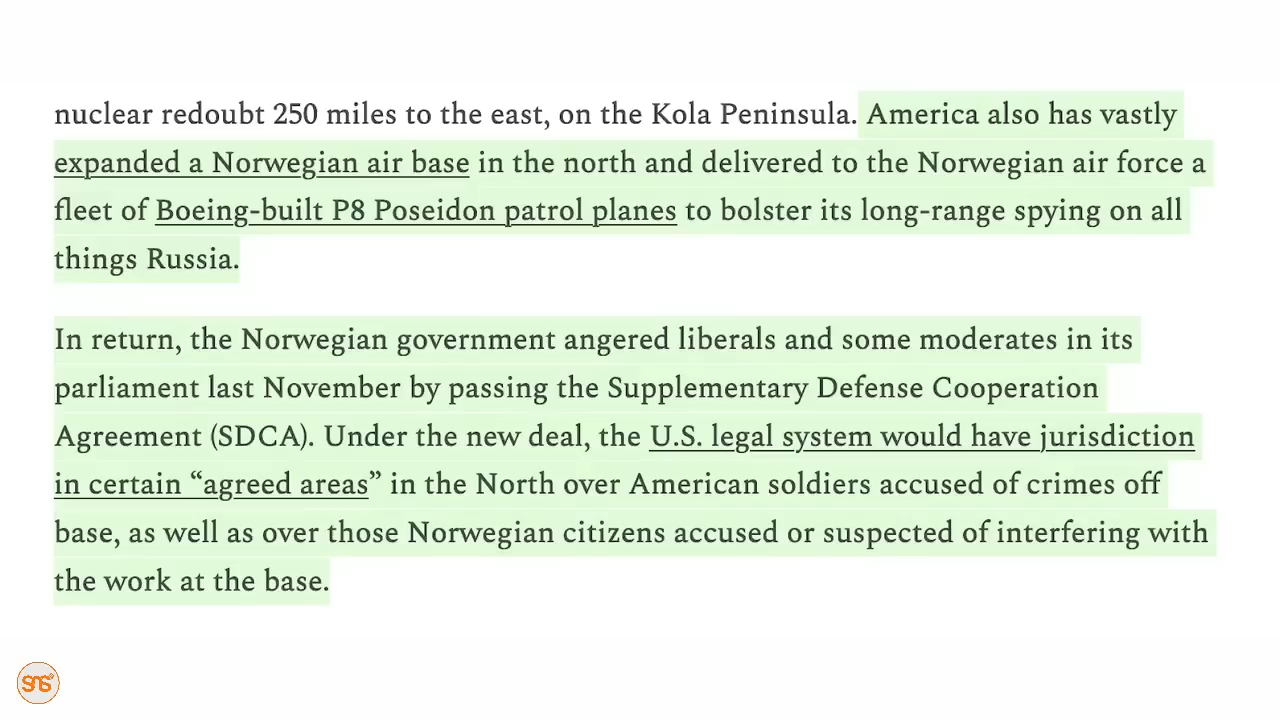 nuclear redoubt 250 miles to the east, on the Kola Peninsula. America also has vastly
expanded a Norwegian air base in the north and delivered to the Norwegian air force a
fleet of Boeing-built P8 Poseidon patrol planes to bolster its long-range spying on all
things Russia.
In return, the Norwegian government angered liberals and some moderates in its
parliament last November by passing the Supplementary Defense Cooperation
Agreement (SDCA). Under the new deal, the U.S. legal system would have jurisdiction
in certain “agreed areas” in the North over American soldiers accused of crimes off
base, as well as over those Norwegian citizens accused or suspected of interfering with
the work at the base.